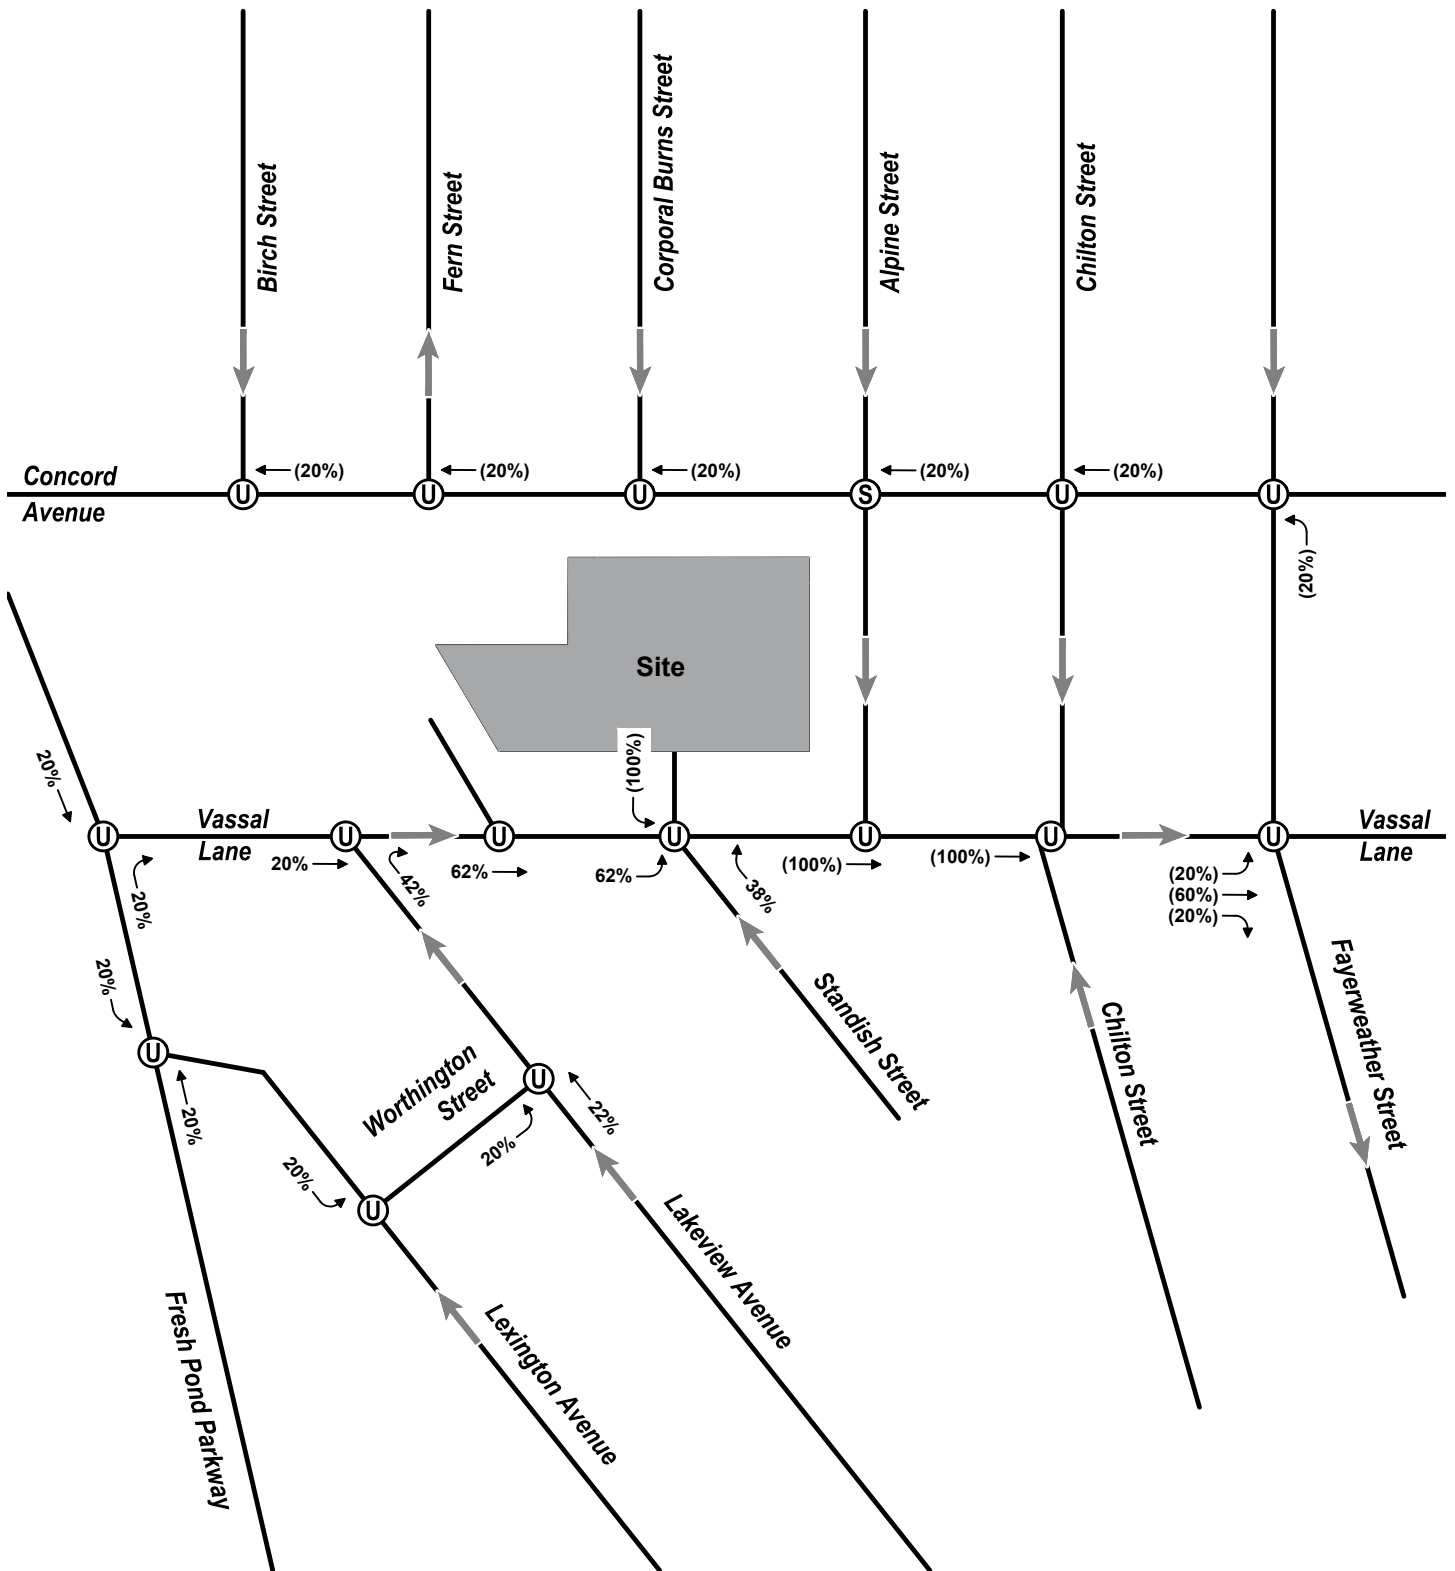 Birch Street
Fern Street
Corporal Burns Street
Alpine Street
Chilton Street
Concord
Avenue
(20%)
(20%)
(20%)
(20%)
(20%)
U
U
U
S
U
U
(20%)
Site
(100%)
20%
Vassal
Lane
Vassal
Lane
U
U
U
U
U
U
U
20%
20%
42%
62%
62%
38%
(100%)
(100%)
(20%)
(60%)
(20%)
20%
U
20%
Worthington
Street
U
22%
20%
20%
U
Standish Street
Chilton Street
Fayerweather Street
Lakeview Avenue
Lexington Avenue
Fresh Pond Parkway